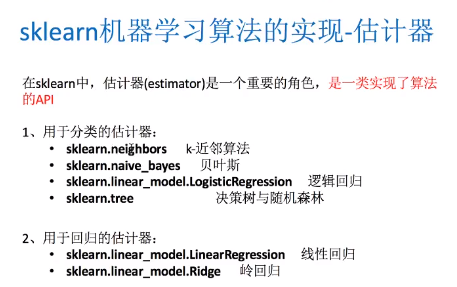 sklearn机器学习算法的实现-估计器
在sklearn中，估计器(estimator)是一个重要的角色，是一类实现了算法
的API
1、用于分类的估计器：
• sklearn.neighbors k-近邻算法
• sklearn.naive_bayes 贝叶斯
• sklearn.linear_model.LogisticRegression 逻辑回归
• sklearn.tree 决策树与随机森林
2、用于回归的估计器：
• sklearn.linear_model.LinearRegression 线性回归
• sklearn.linear_model.Ridge 岭回归